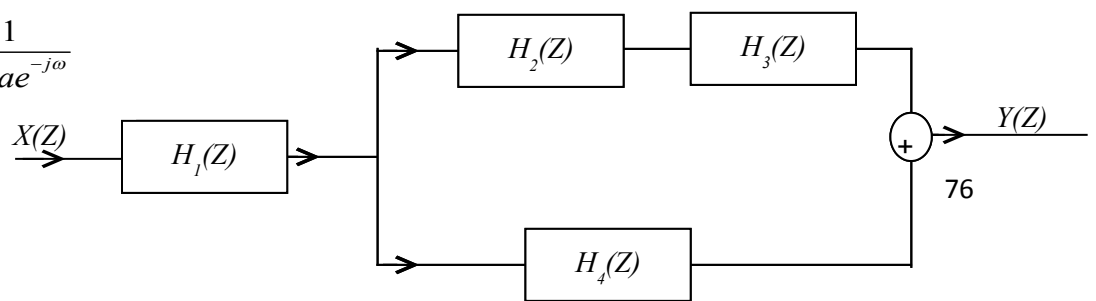 1
ae^{-jω}
H_2(Z)
H_3(Z)
X(Z)
H_1(Z)
+
Y(Z)
76
H_4(Z)